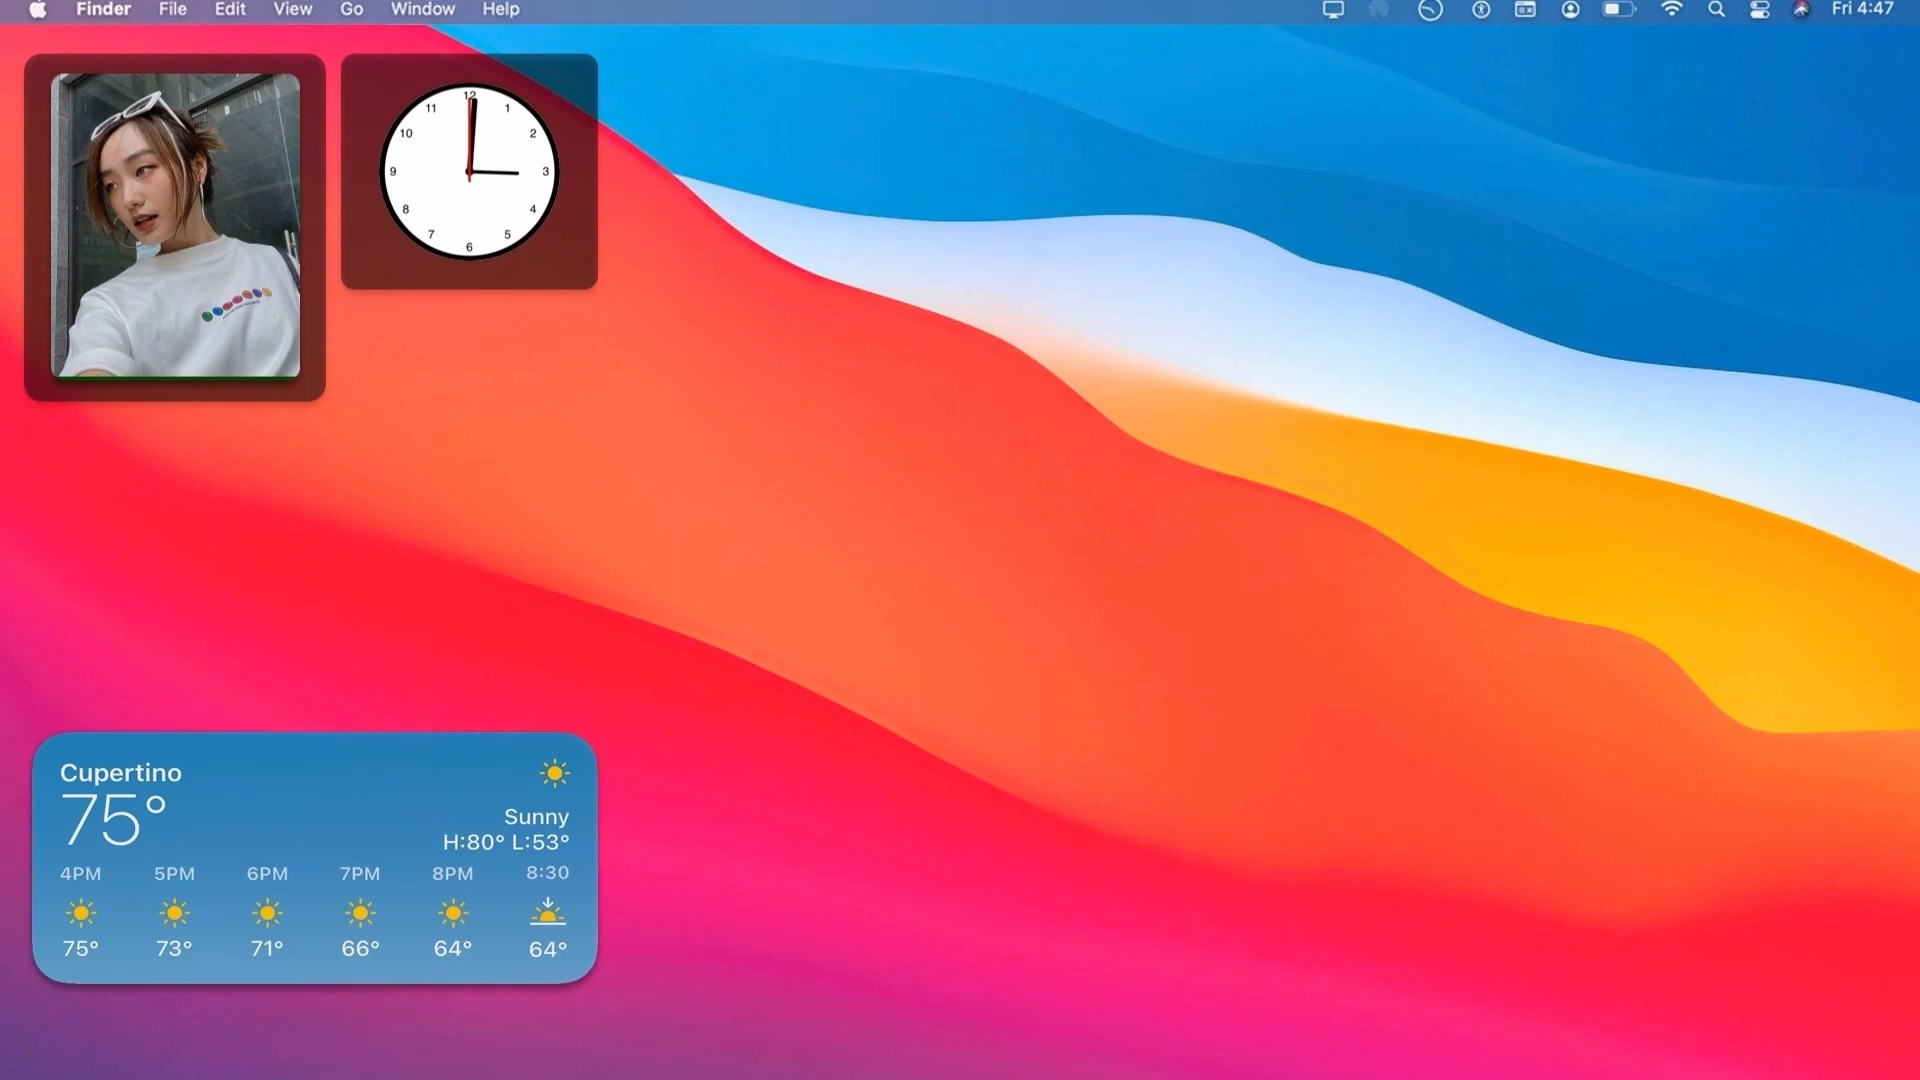 Finder File Edit View Go Window Help Fri 4:47
12
11 1
10 2
9 3
8 4
7 5
6
Cupertino
75°
Sunny
H:80° L:53°
4PM 5PM 6PM 7PM 8PM 8:30
75° 73° 71° 66° 64° 64°